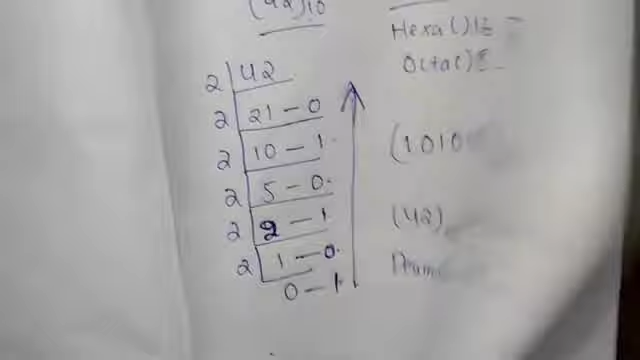 (42)10
Hexa()16
Octal()8
2 42
2 21 - 0
2 10 - 1
2 5 - 0
2 2 - 1
2 1 - 0
0 - 1
(1010
(42)